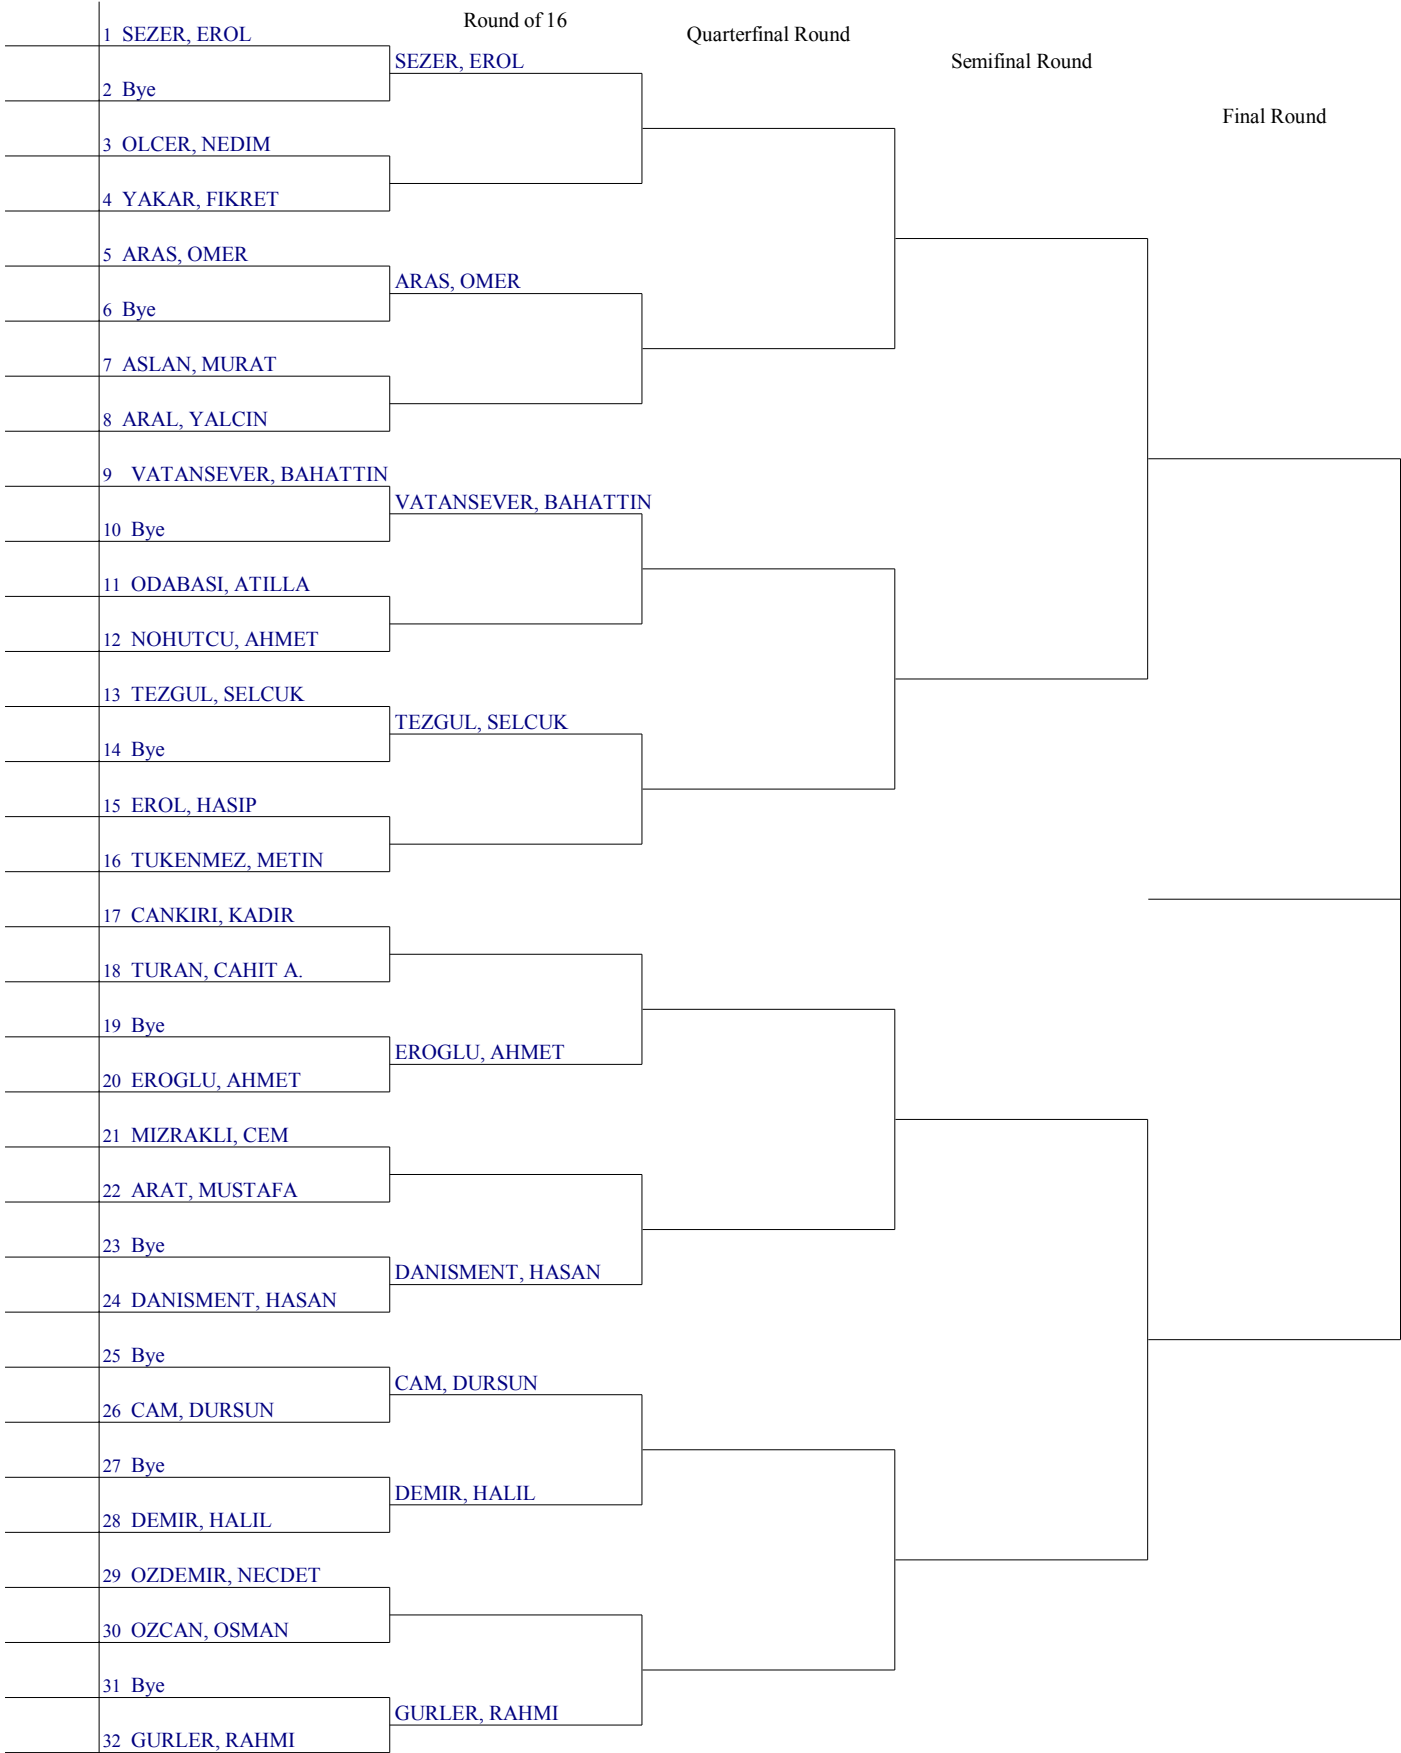 Round of 16
Quarterfinal Round
Semifinal Round
Final Round
1 SEZER, EROL
SEZER, EROL
2 Bye
3 OLCER, NEDIM
4 YAKAR, FIKRET
5 ARAS, OMER
ARAS, OMER
6 Bye
7 ASLAN, MURAT
8 ARAL, YALCIN
9 VATANSEVER, BAHATTIN
VATANSEVER, BAHATTIN
10 Bye
11 ODABASI, ATILLA
12 NOHUTCU, AHMET
13 TEZGUL, SELCUK
TEZGUL, SELCUK
14 Bye
15 EROL, HASIP
16 TUKENMEZ, METIN
17 CANKIRI, KADIR
18 TURAN, CAHIT A.
19 Bye
EROGLU, AHMET
20 EROGLU, AHMET
21 MIZRAKLI, CEM
22 ARAT, MUSTAFA
23 Bye
DANISMENT, HASAN
24 DANISMENT, HASAN
25 Bye
CAM, DURSUN
26 CAM, DURSUN
27 Bye
DEMIR, HALIL
28 DEMIR, HALIL
29 OZDEMIR, NECDET
30 OZCAN, OSMAN
31 Bye
GURLER, RAHMI
32 GURLER, RAHMI